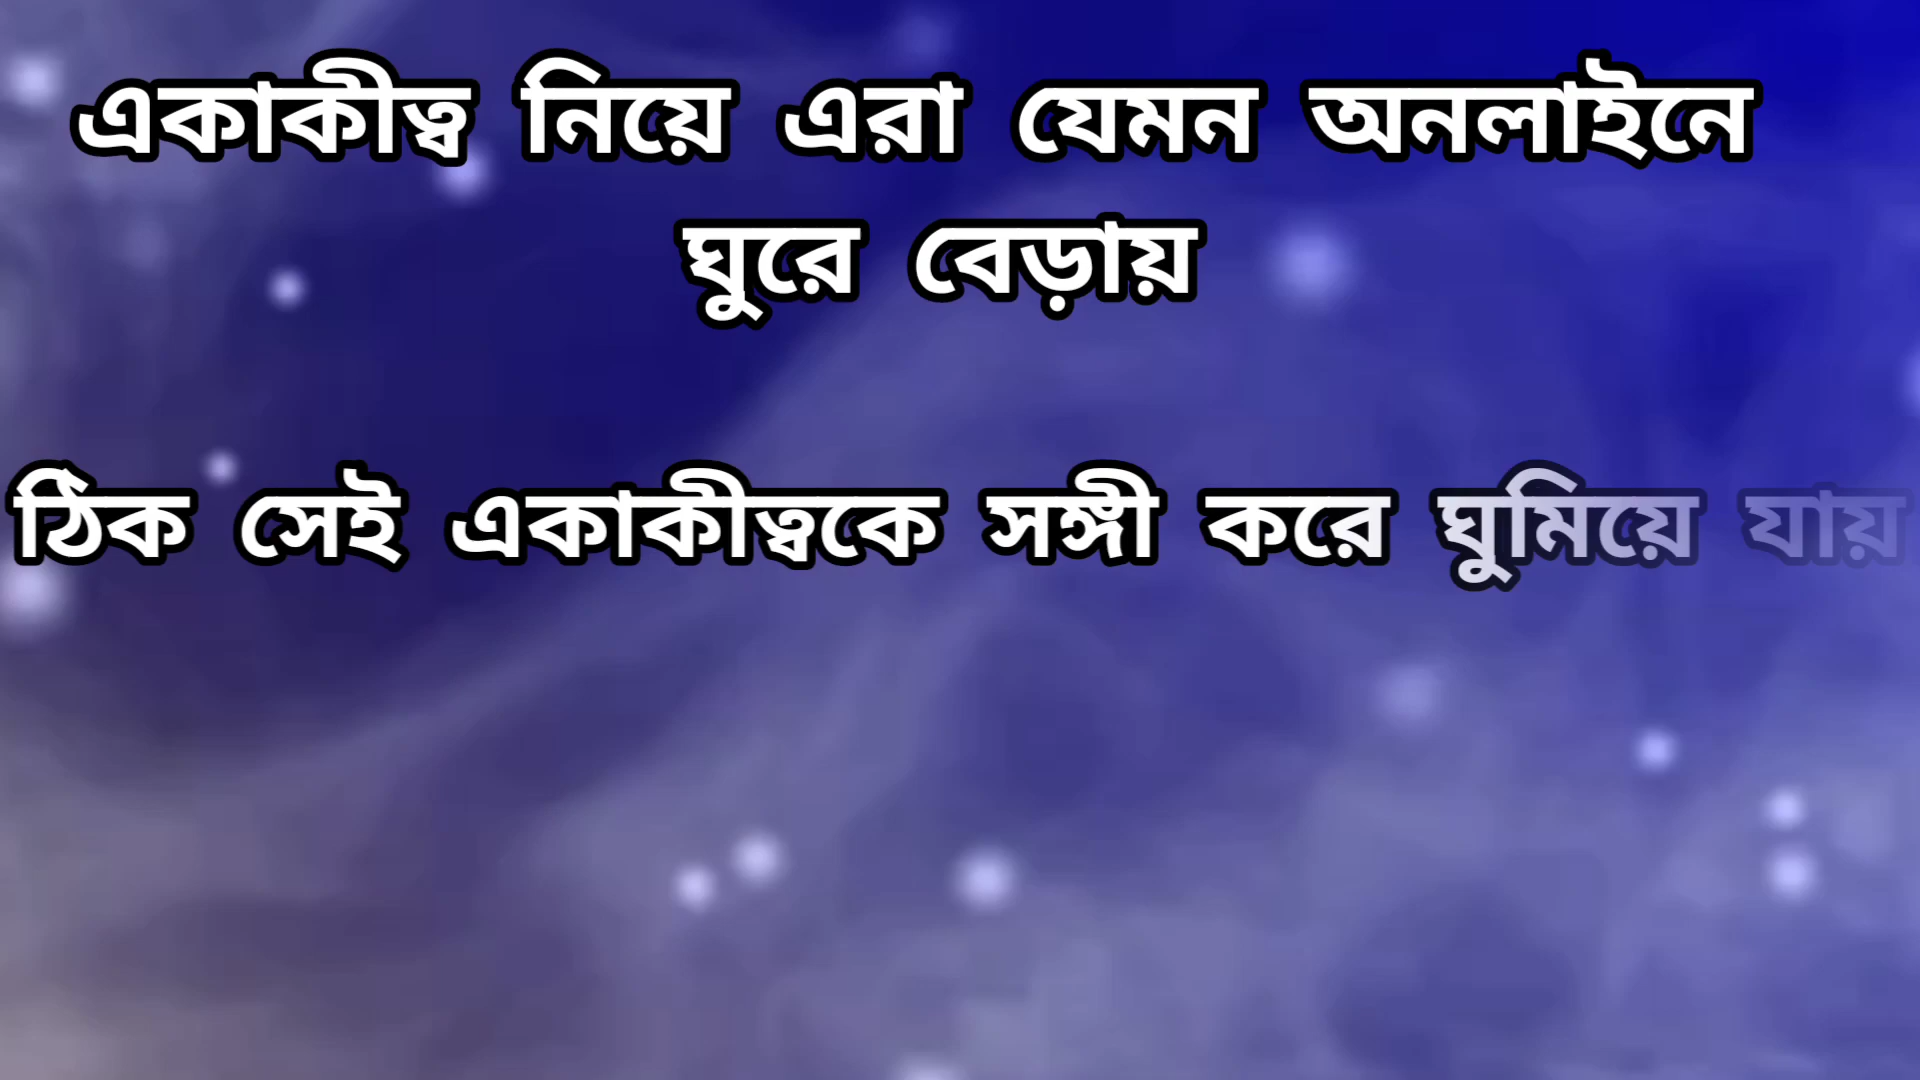 একাকীত্ব নিয়ে এরা যেমন অনলাইনে
ঘুরে বেড়ায়
ঠিক সেই একাকীত্বকে সঙ্গী করে ঘুমিয়ে যায়